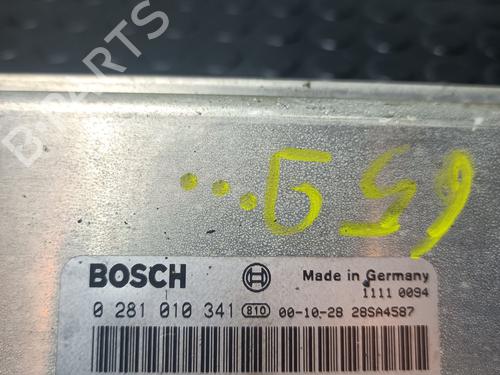 B-PARTS
...G59
BOSCH Made in Germany
1111 0094
0 281 010 341 810 00-10-28 28SA4587